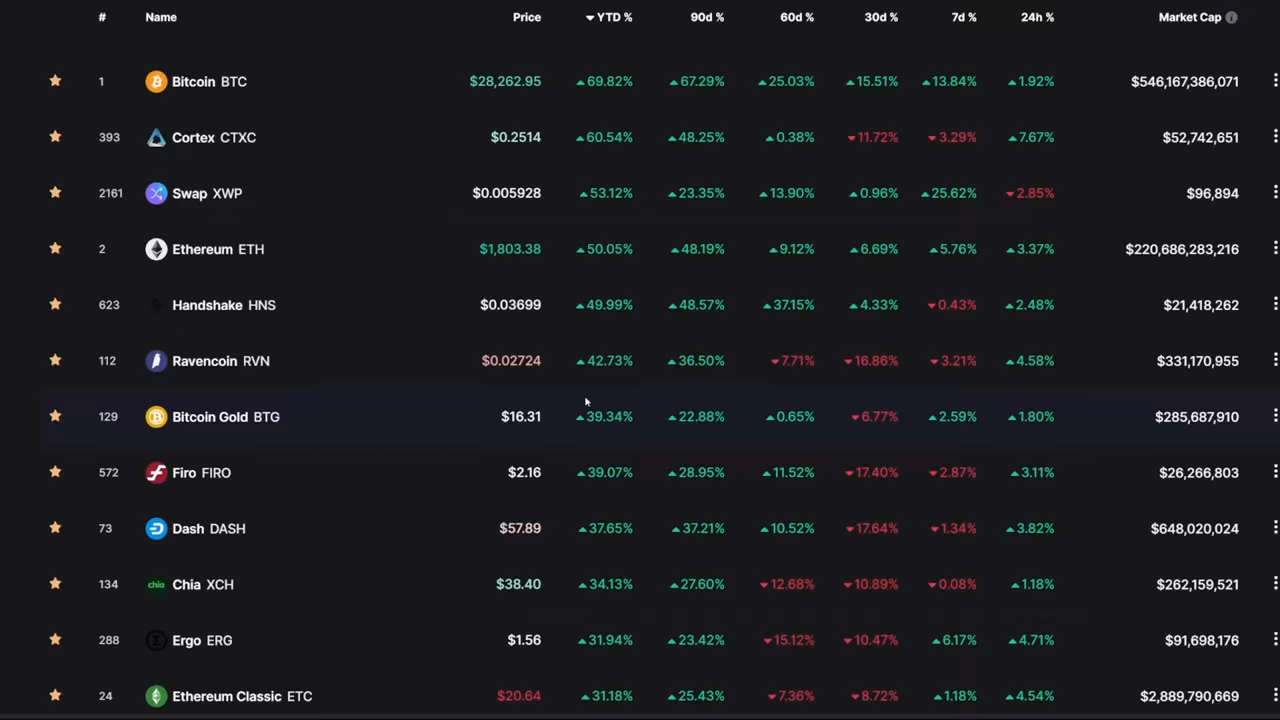 # Name Price ▼ YTD % 90d % 60d % 30d % 7d % 24h % Market Cap
1 Bitcoin BTC $28,262.95 ▲69.82% ▲67.29% ▲25.03% ▲15.51% ▲13.84% ▲1.92% $546,167,386,071
393 Cortex CTXC $0.2514 ▲60.54% ▲48.25% ▲0.38% ▼11.72% ▼3.29% ▲7.67% $52,742,651
2161 Swap XWP $0.005928 ▲53.12% ▲23.35% ▲13.90% ▲0.96% ▲25.62% ▼2.85% $96,894
2 Ethereum ETH $1,803.38 ▲50.05% ▲48.19% ▲9.12% ▲6.69% ▲5.76% ▲3.37% $220,686,283,216
623 Handshake HNS $0.03699 ▲49.99% ▲48.57% ▲37.15% ▲4.33% ▼0.43% ▲2.48% $21,418,262
112 Ravencoin RVN $0.02724 ▲42.73% ▲36.50% ▼7.71% ▼16.86% ▼3.21% ▲4.58% $331,170,955
129 Bitcoin Gold BTG $16.31 ▲39.34% ▲22.88% ▲0.65% ▼6.77% ▲2.59% ▲1.80% $285,687,910
572 Firo FIRO $2.16 ▲39.07% ▲28.95% ▲11.52% ▼17.40% ▼2.87% ▲3.11% $26,266,803
73 Dash DASH $57.89 ▲37.65% ▲37.21% ▲10.52% ▼17.64% ▼1.34% ▲3.82% $648,020,024
134 chia Chia XCH $38.40 ▲34.13% ▲27.60% ▼12.68% ▼10.89% ▼0.08% ▲1.18% $262,159,521
288 Ergo ERG $1.56 ▲31.94% ▲23.42% ▼15.12% ▼10.47% ▲6.17% ▲4.71% $91,698,176
24 Ethereum Classic ETC $20.64 ▲31.18% ▲25.43% ▼7.36% ▼8.72% ▲1.18% ▲4.54% $2,889,790,669